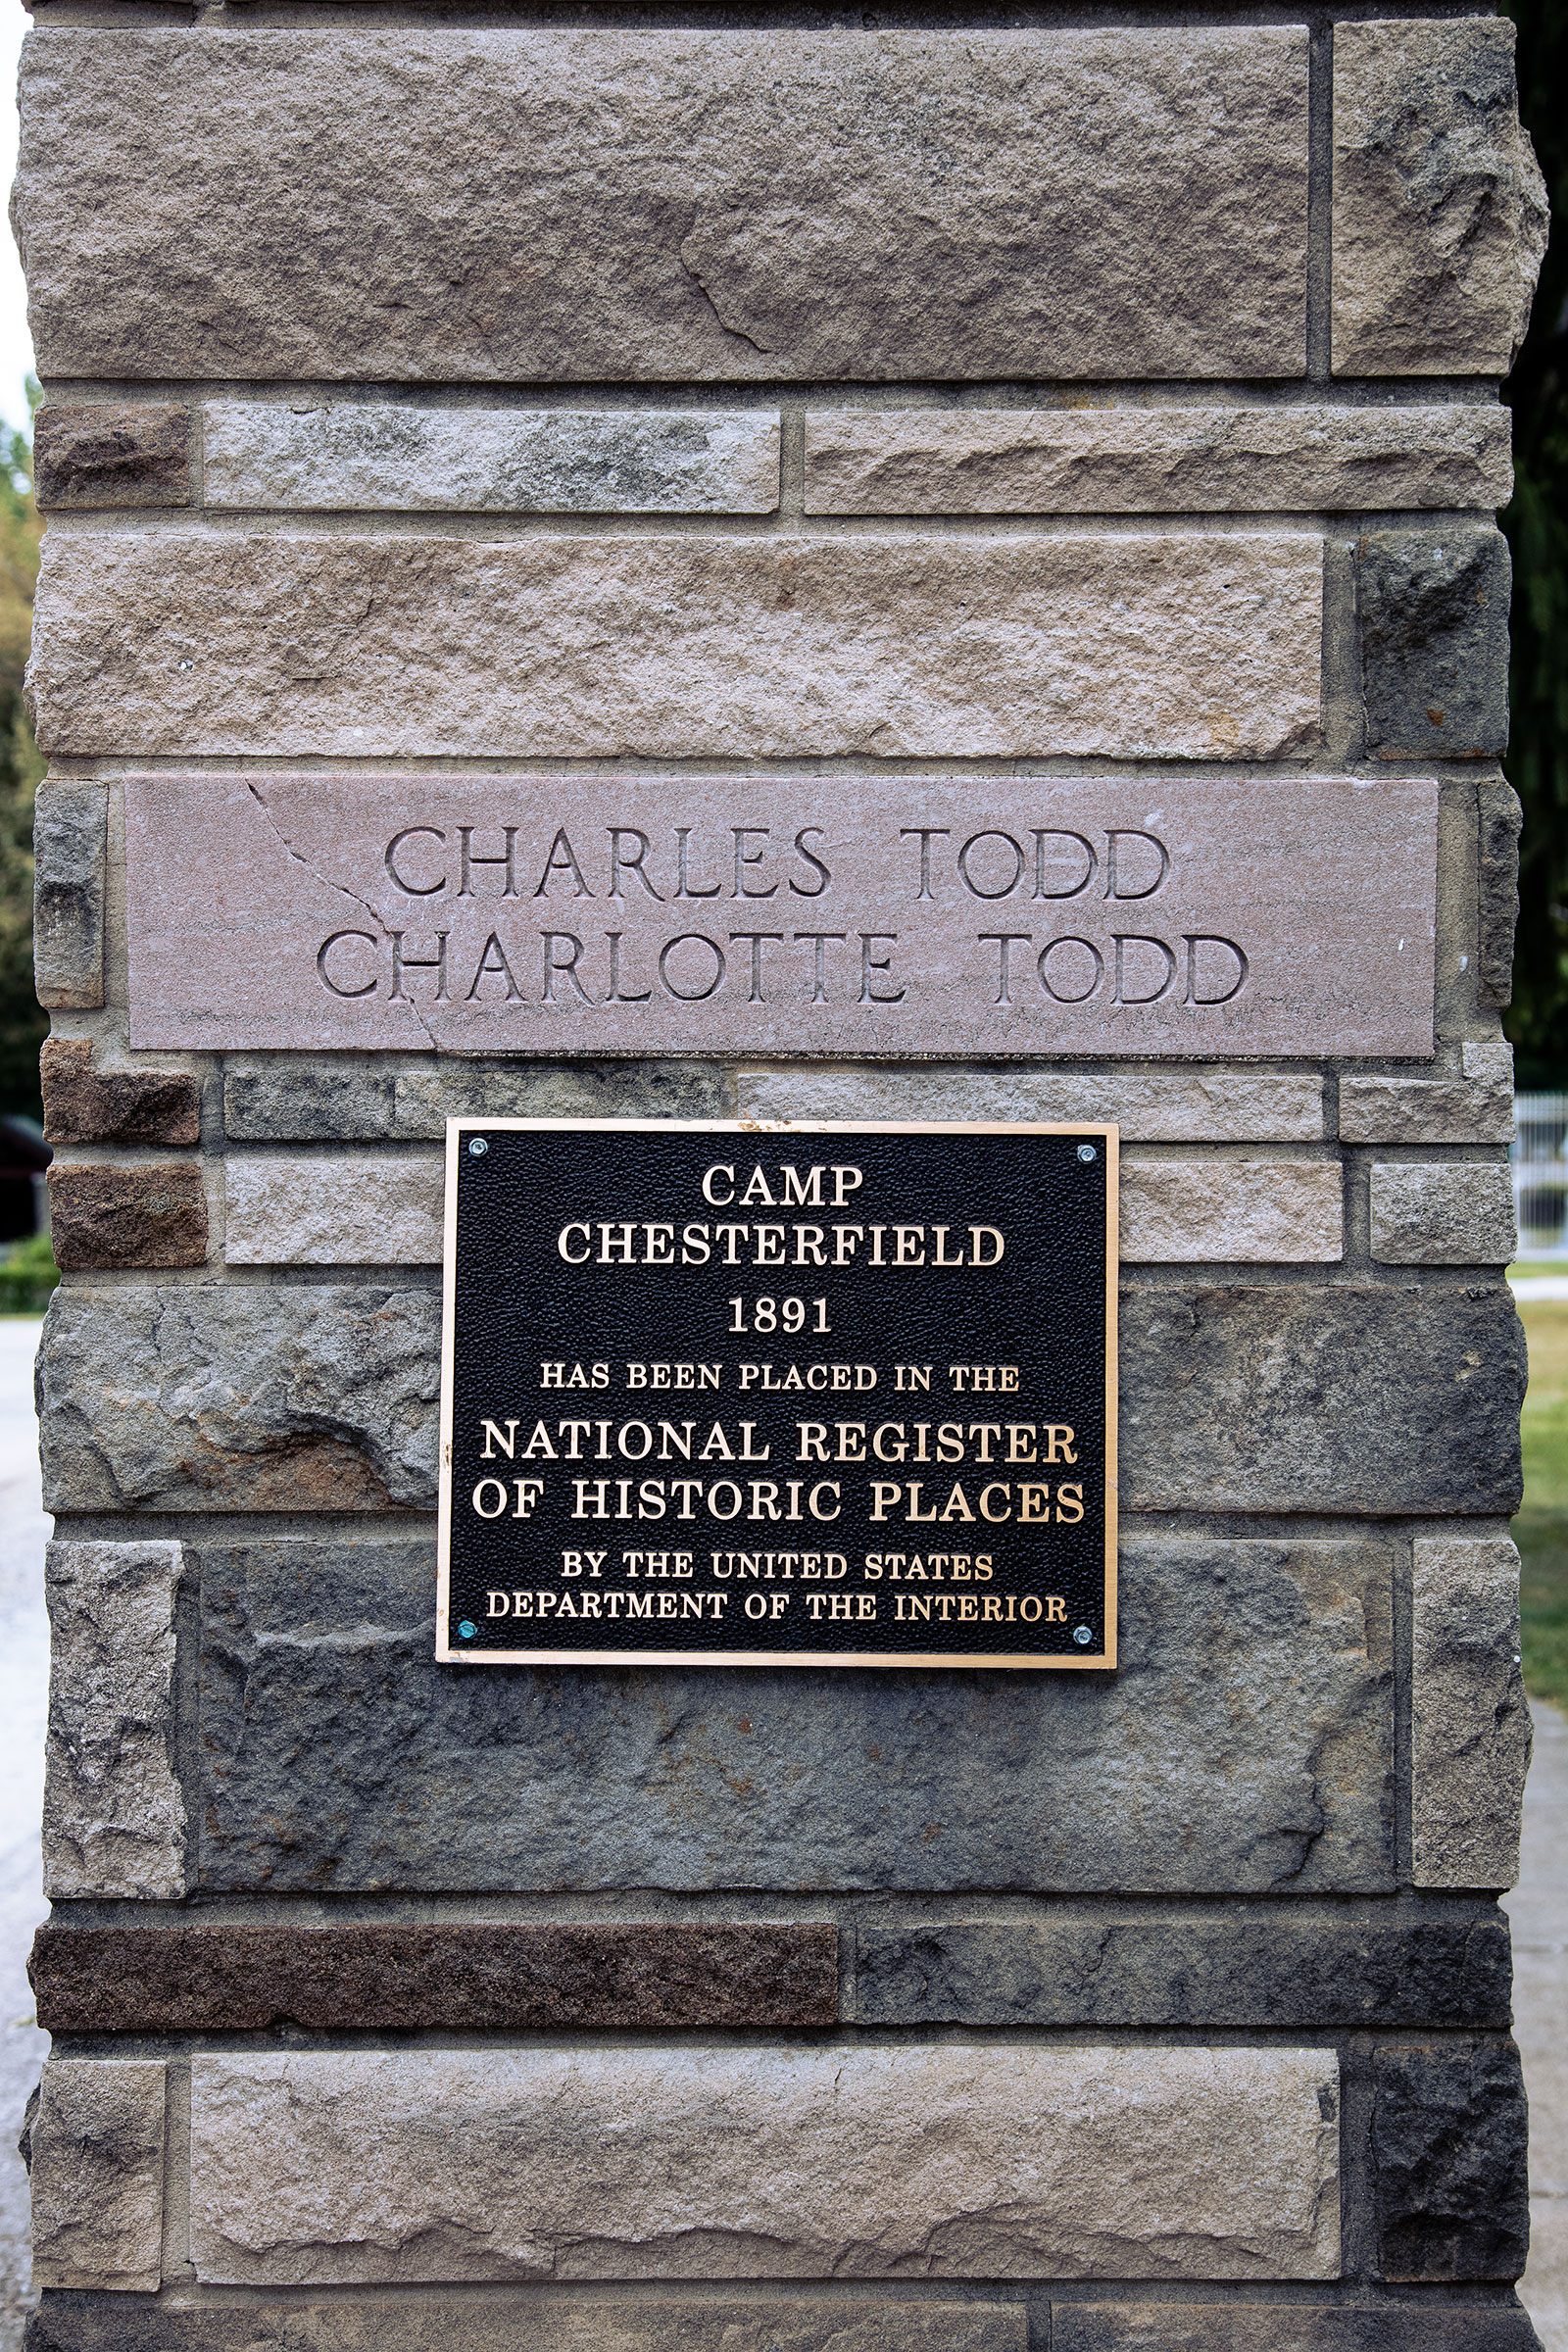 CHARLES TODD
CHARLOTTE TODD
CAMP
CHESTERFIELD
1891
HAS BEEN PLACED IN THE
NATIONAL REGISTER
OF HISTORIC PLACES
BY THE UNITED STATES
DEPARTMENT OF THE INTERIOR